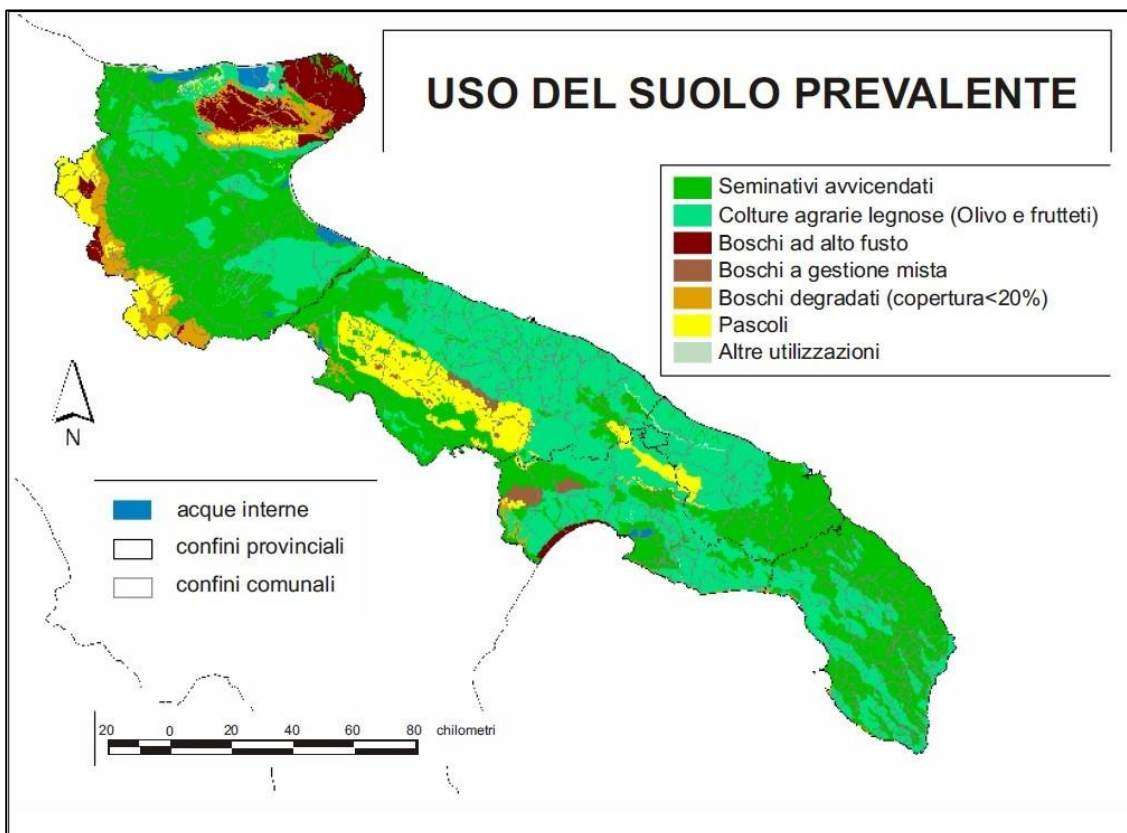 USO DEL SUOLO PREVALENTE
Seminativi avvicendati
Colture agrarie legnose (Olivo e frutteti)
Boschi ad alto fusto
Boschi a gestione mista
Boschi degradati (copertura<20%)
Pascoli
Altre utilizzazioni
N
acque interne
confini provinciali
confini comunali
20 0 20 40 60 80 chilometri